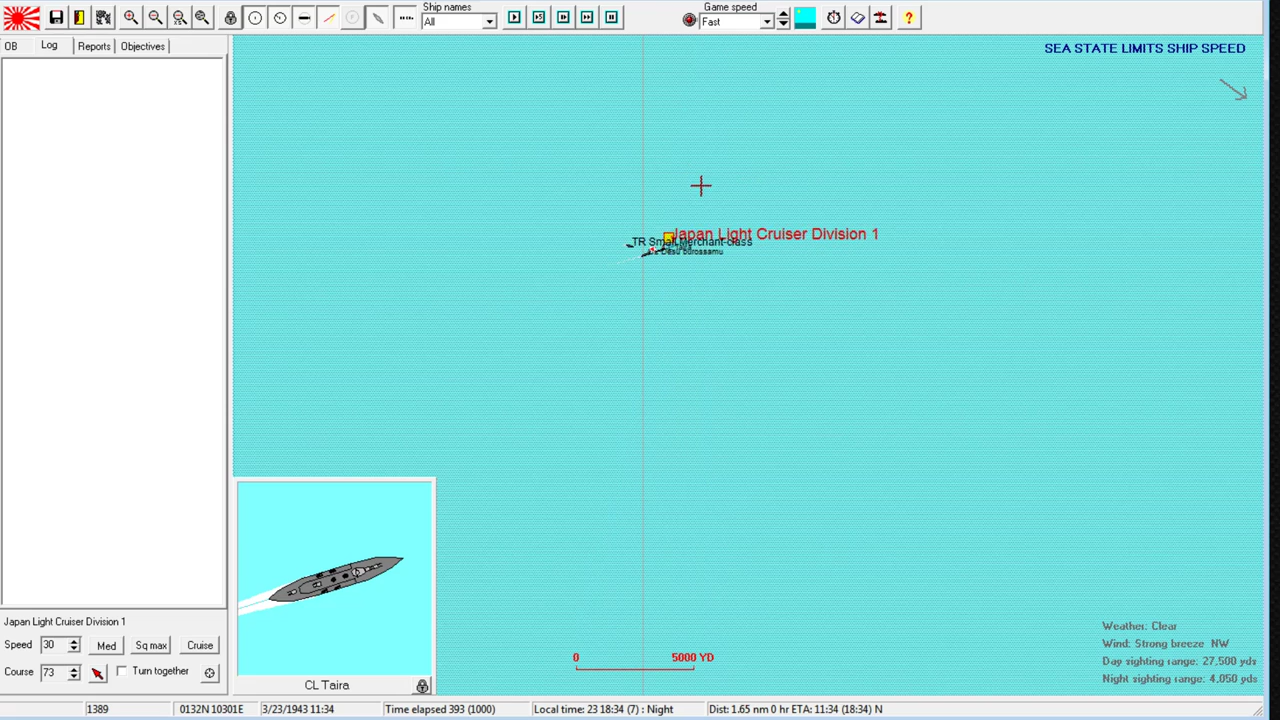 Ship names
All
Game speed
Fast
OB Log Reports Objectives
SEA STATE LIMITS SHIP SPEED
Japan Light Cruiser Division 1
TR Small Merchant-class
CL Taira
0 5000 YD
Weather: Clear
Wind: Strong breeze NW
Day sighting range: 27,500 yds
Night sighting range: 4,050 yds
Japan Light Cruiser Division 1
Speed 30 Med Sq max Cruise
Course 73 Turn together
1389 0132N 10301E 3/23/1943 11:34 Time elapsed 393 (1000) Local time: 23 18:34 (7) : Night Dist: 1.65 nm 0 hr ETA: 11:34 (18:34) N